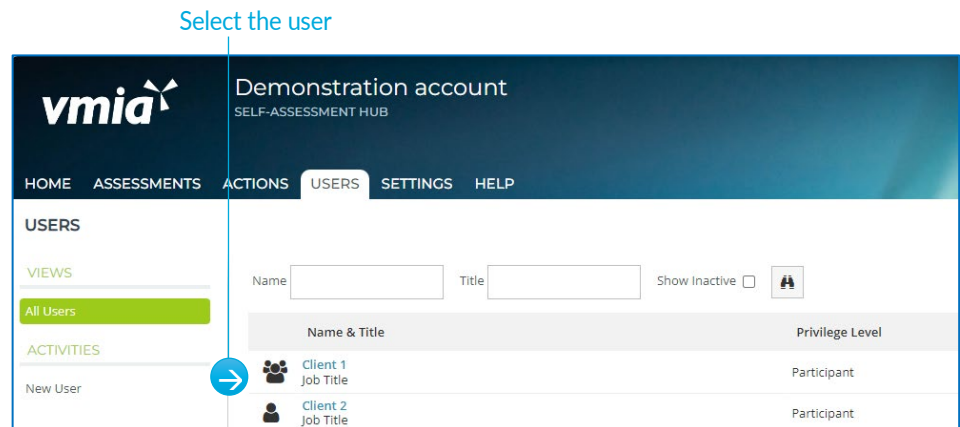 Select the user
vmia
Demonstration account
SELF-ASSESSMENT HUB
HOME ASSESSMENTS ACTIONS USERS SETTINGS HELP
USERS
VIEWS
All Users
ACTIVITIES
New User
Name Title Show Inactive
Name & Title Privilege Level
Client 1
Job Title
Participant
Client 2
Job Title
Participant